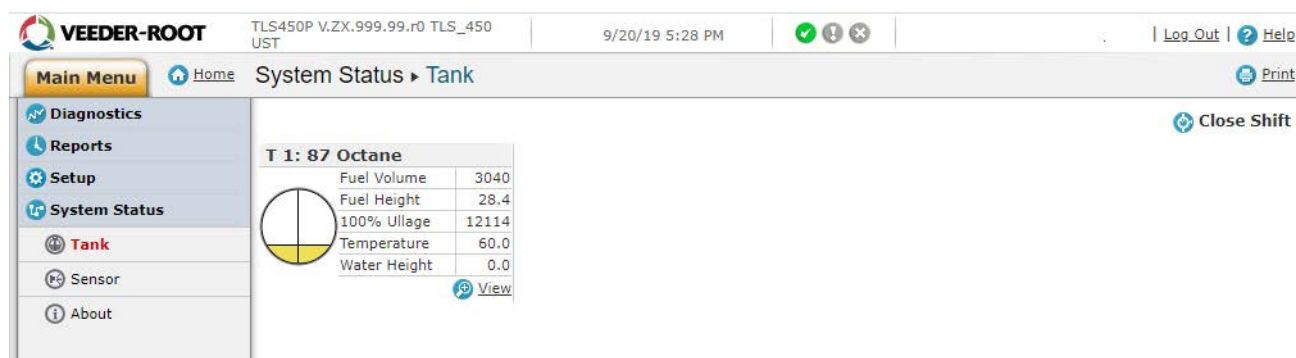 VEEDER-ROOT
TLS450P V.ZX.999.99.r0 TLS_450
UST
9/20/19 5:28 PM
| Log Out | Help
Main Menu Home System Status ▸ Tank
Print
Diagnostics
Close Shift
Reports
Setup
System Status
Tank
Sensor
About
T 1: 87 Octane
Fuel Volume 3040
Fuel Height 28.4
100% Ullage 12114
Temperature 60.0
Water Height 0.0
View